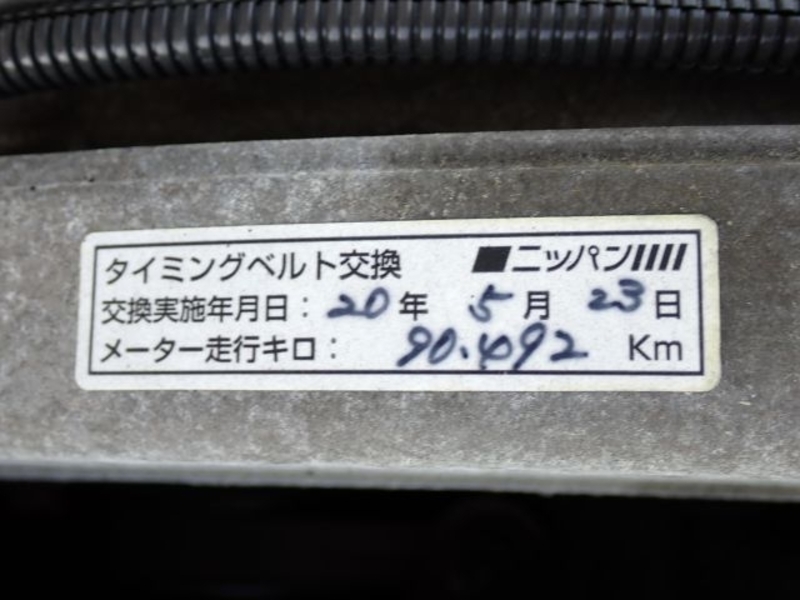 タイミングベルト交換 ニッパン
交換実施年月日：20年 5月 23日
メーター走行キロ： 90.492 Km